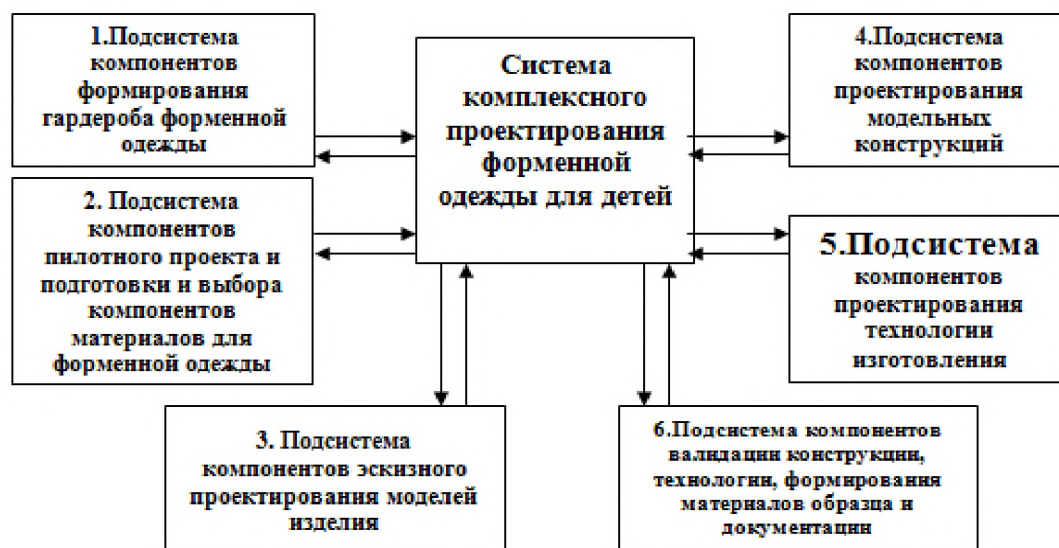 1.Подсистема
компонентов
формирования
гардероба форменной
одежды
2. Подсистема
компонентов
пилотного проекта и
подготовки и выбора
компонентов
материалов для
форменной одежды
Система
комплексного
проектирования
форменной
одежды для детей
4.Подсистема
компонентов
проектирования
модельных
конструкций
5.Подсистема
компонентов
проектирования
технологии
изготовления
3. Подсистема
компонентов эскизного
проектирования моделей
изделия
6.Подсистема компонентов
валидации конструкции,
технологии, формирования
материалов образца и
документации